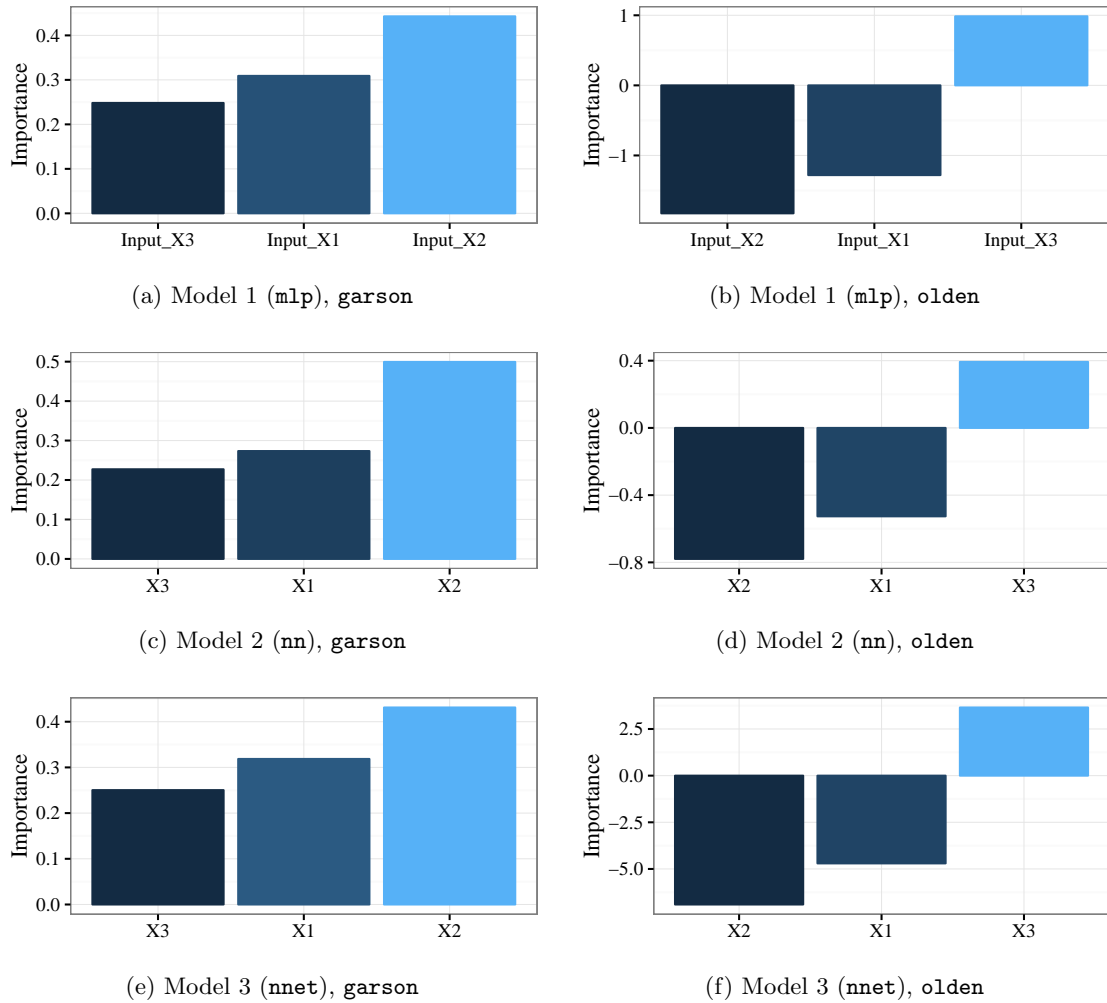 Importance
0.4
0.3
0.2
0.1
0.0
Input_X3 Input_X1 Input_X2
(a) Model 1 (mlp), garson
Importance
1
0
−1
Input_X2 Input_X1 Input_X3
(b) Model 1 (mlp), olden
Importance
0.5
0.4
0.3
0.2
0.1
0.0
X3 X1 X2
(c) Model 2 (nn), garson
Importance
0.4
0.0
−0.4
−0.8
X2 X1 X3
(d) Model 2 (nn), olden
Importance
0.4
0.3
0.2
0.1
0.0
X3 X1 X2
(e) Model 3 (nnet), garson
Importance
2.5
0.0
−2.5
−5.0
X2 X1 X3
(f) Model 3 (nnet), olden